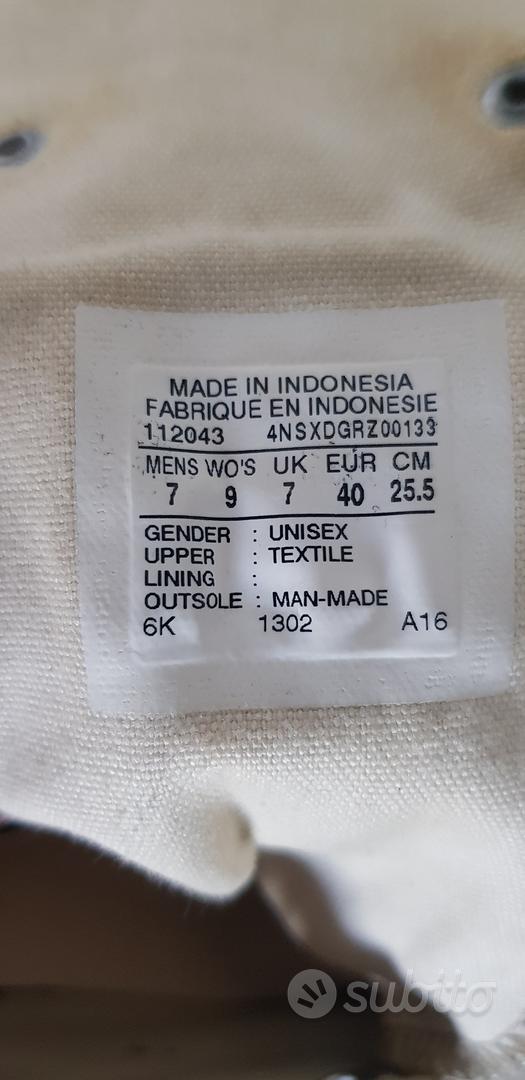 MADE IN INDONESIA
FABRIQUE EN INDONESIE
112043 4NSXDGRZ00133
MENS WO'S UK EUR CM
7 9 7 40 25.5
GENDER : UNISEX
UPPER : TEXTILE
LINING :
OUTSOLE : MAN-MADE
6K 1302 A16
subito